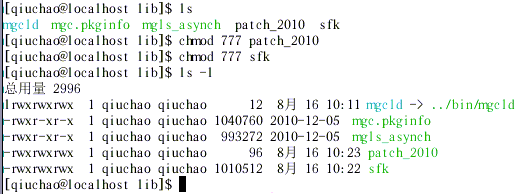 [qiuchao@localhost lib]$ ls
mgcld mgc.pkginfo mgls_asynch patch_2010 sfk
[qiuchao@localhost lib]$ chmod 777 patch_2010
[qiuchao@localhost lib]$ chmod 777 sfk
[qiuchao@localhost lib]$ ls -l
总用量 2996
lrwxrwxrwx 1 qiuchao qiuchao 12 8月 16 10:11 mgcld -> ../bin/mgcld
-rwxr-xr-x 1 qiuchao qiuchao 1040760 2010-12-05 mgc.pkginfo
-rwxr-xr-x 1 qiuchao qiuchao 993272 2010-12-05 mgls_asynch
-rwxrwxrwx 1 qiuchao qiuchao 96 8月 16 10:23 patch_2010
-rwxrwxrwx 1 qiuchao qiuchao 1010512 8月 16 10:22 sfk
[qiuchao@localhost lib]$